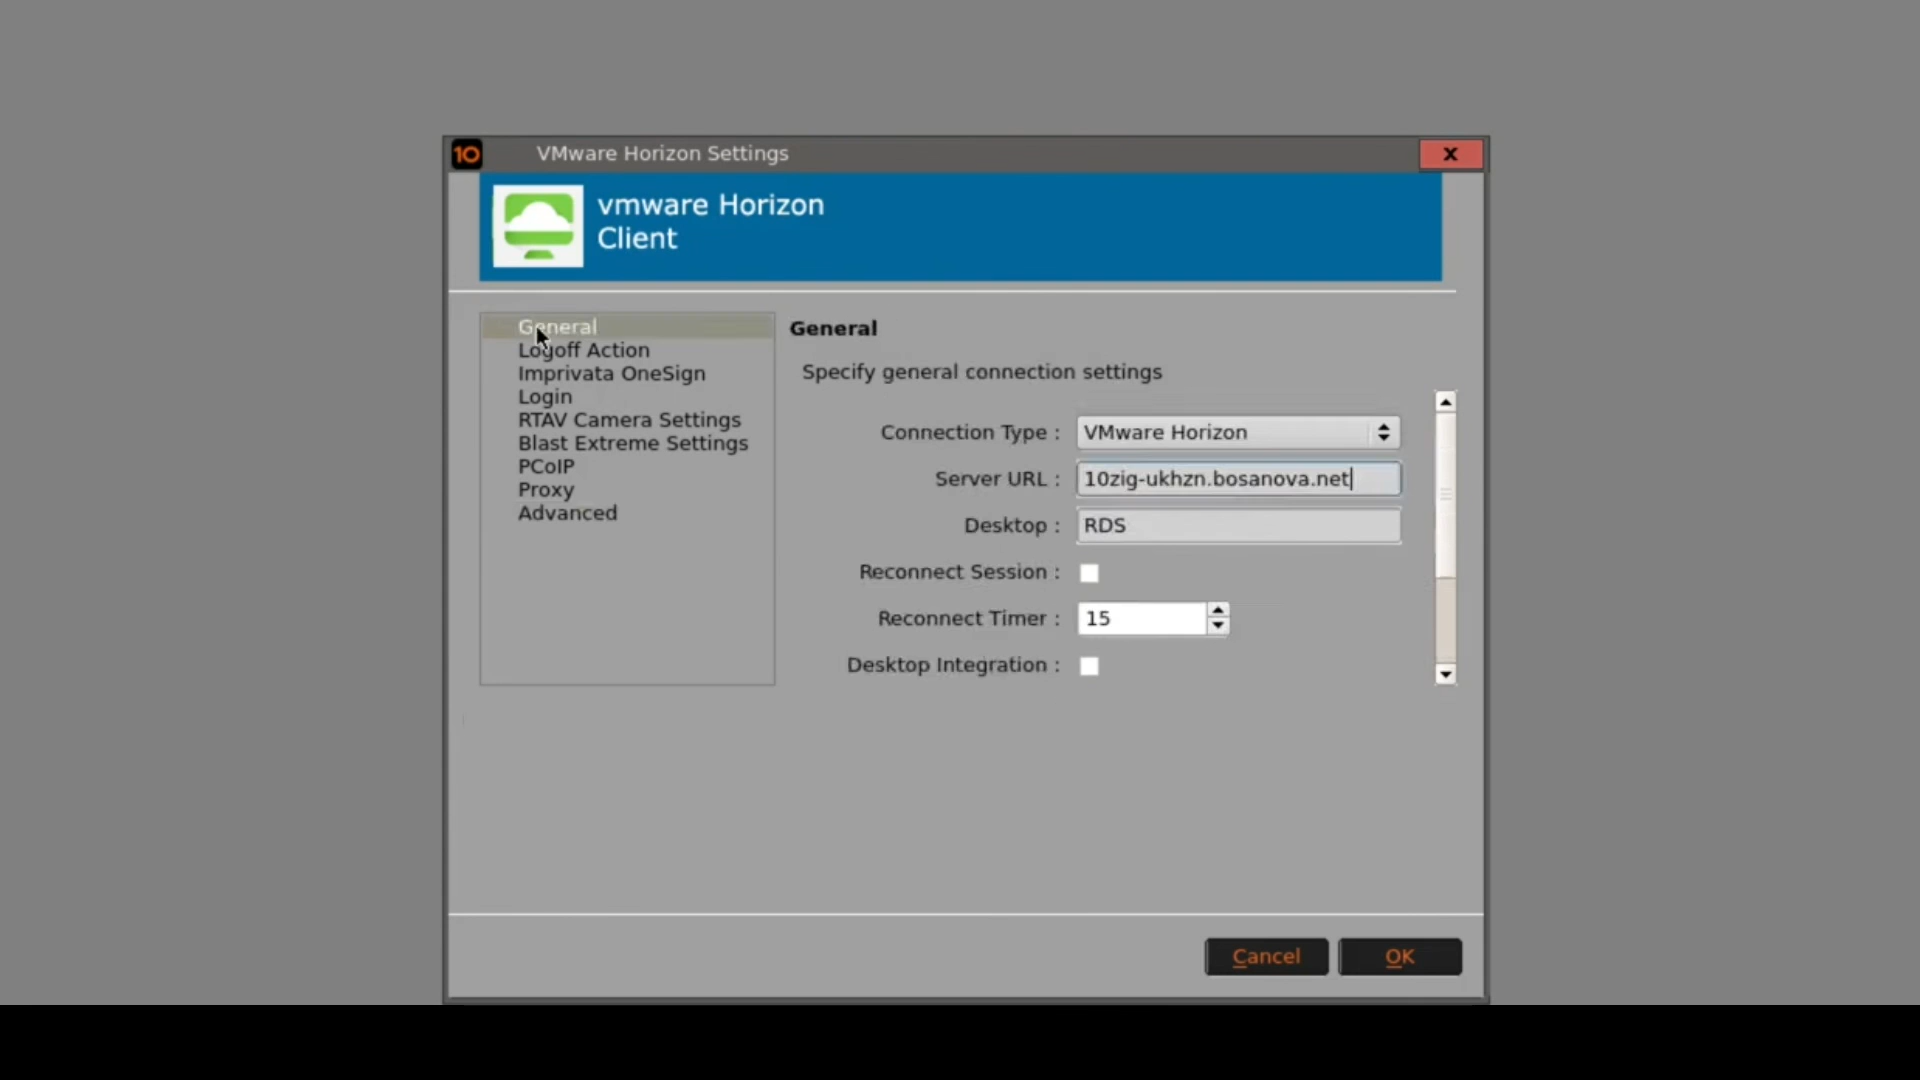 10 VMware Horizon Settings X
vmware Horizon
Client
General
Logoff Action
Imprivata OneSign
Login
RTAV Camera Settings
Blast Extreme Settings
PCoIP
Proxy
Advanced
General
Specify general connection settings
Connection Type : VMware Horizon
Server URL : 10zig-ukhzn.bosanova.net
Desktop : RDS
Reconnect Session :
Reconnect Timer : 15
Desktop Integration :
Cancel OK